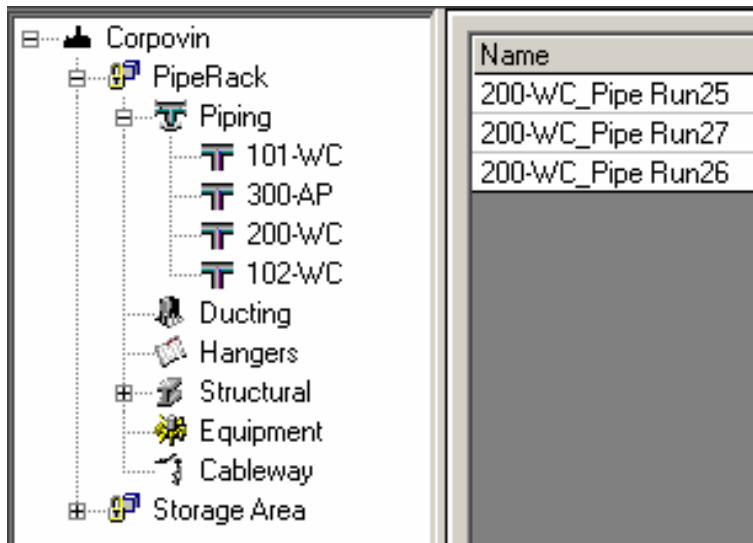 Corpovin
PipeRack
Piping
101-WC
300-AP
200-WC
102-WC
Ducting
Hangers
Structural
Equipment
Cableway
Storage Area
Name
200-WC_Pipe Run25
200-WC_Pipe Run27
200-WC_Pipe Run26